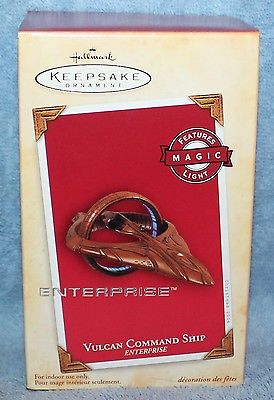 Hallmark
KEEPSAKE
ORNAMENT
FEATURES
MAGIC
LIGHT
ENTERPRISE™
VULCAN COMMAND SHIP
ENTERPRISE
For indoor use only.
Pour usage intérieur seulement.
décoration des fêtes